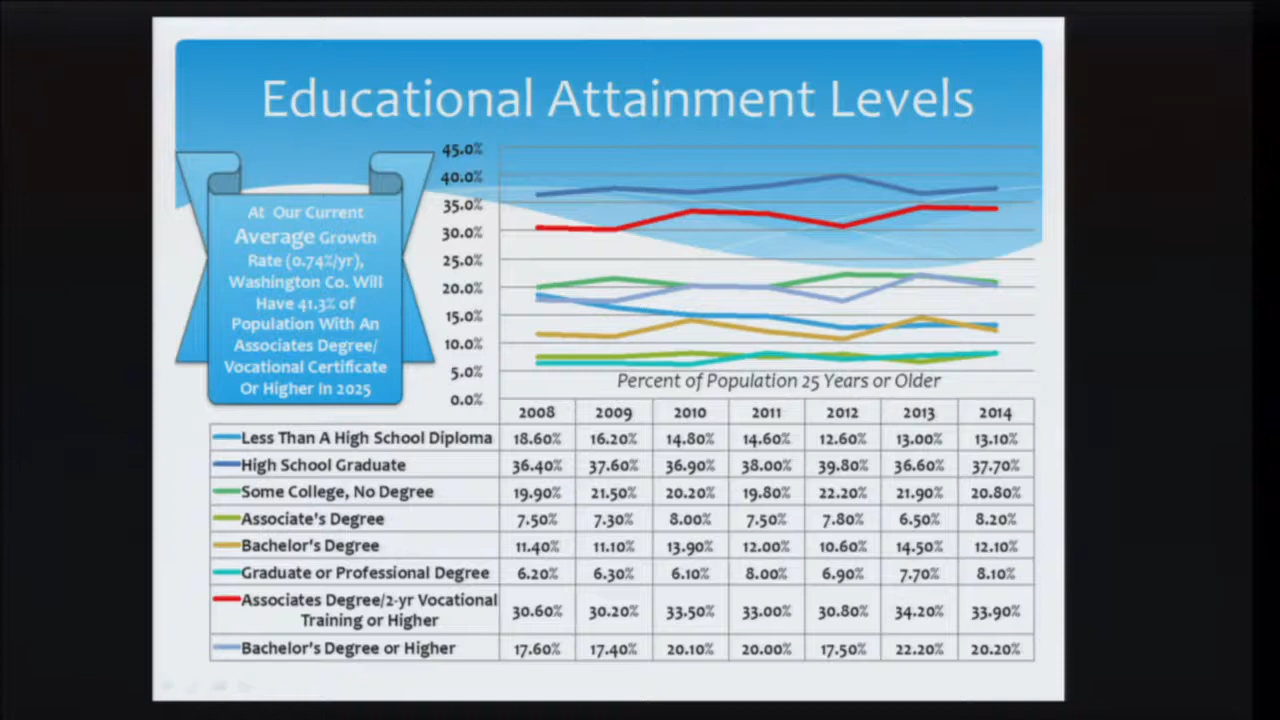 Educational Attainment Levels
At Our Current
Average Growth
Rate (0.74%/yr),
Washington Co. Will
Have 41.3% of
Population With An
Associates Degree/
Vocational Certificate
Or Higher In 2025
45.0%
40.0%
35.0%
30.0%
25.0%
20.0%
15.0%
10.0%
5.0%
0.0%
Percent of Population 25 Years or Older
2008 2009 2010 2011 2012 2013 2014
Less Than A High School Diploma 18.60% 16.20% 14.80% 14.60% 12.60% 13.00% 13.10%
High School Graduate 36.40% 37.60% 36.90% 38.00% 39.80% 36.60% 37.70%
Some College, No Degree 19.90% 21.50% 20.20% 19.80% 22.20% 21.90% 20.80%
Associate's Degree 7.50% 7.30% 8.00% 7.50% 7.80% 6.50% 8.20%
Bachelor's Degree 11.40% 11.10% 13.90% 12.00% 10.60% 14.50% 12.10%
Graduate or Professional Degree 6.20% 6.30% 6.10% 8.00% 6.90% 7.70% 8.10%
Associates Degree/2-yr Vocational
Training or Higher 30.60% 30.20% 33.50% 33.00% 30.80% 34.20% 33.90%
Bachelor's Degree or Higher 17.60% 17.40% 20.10% 20.00% 17.50% 22.20% 20.20%